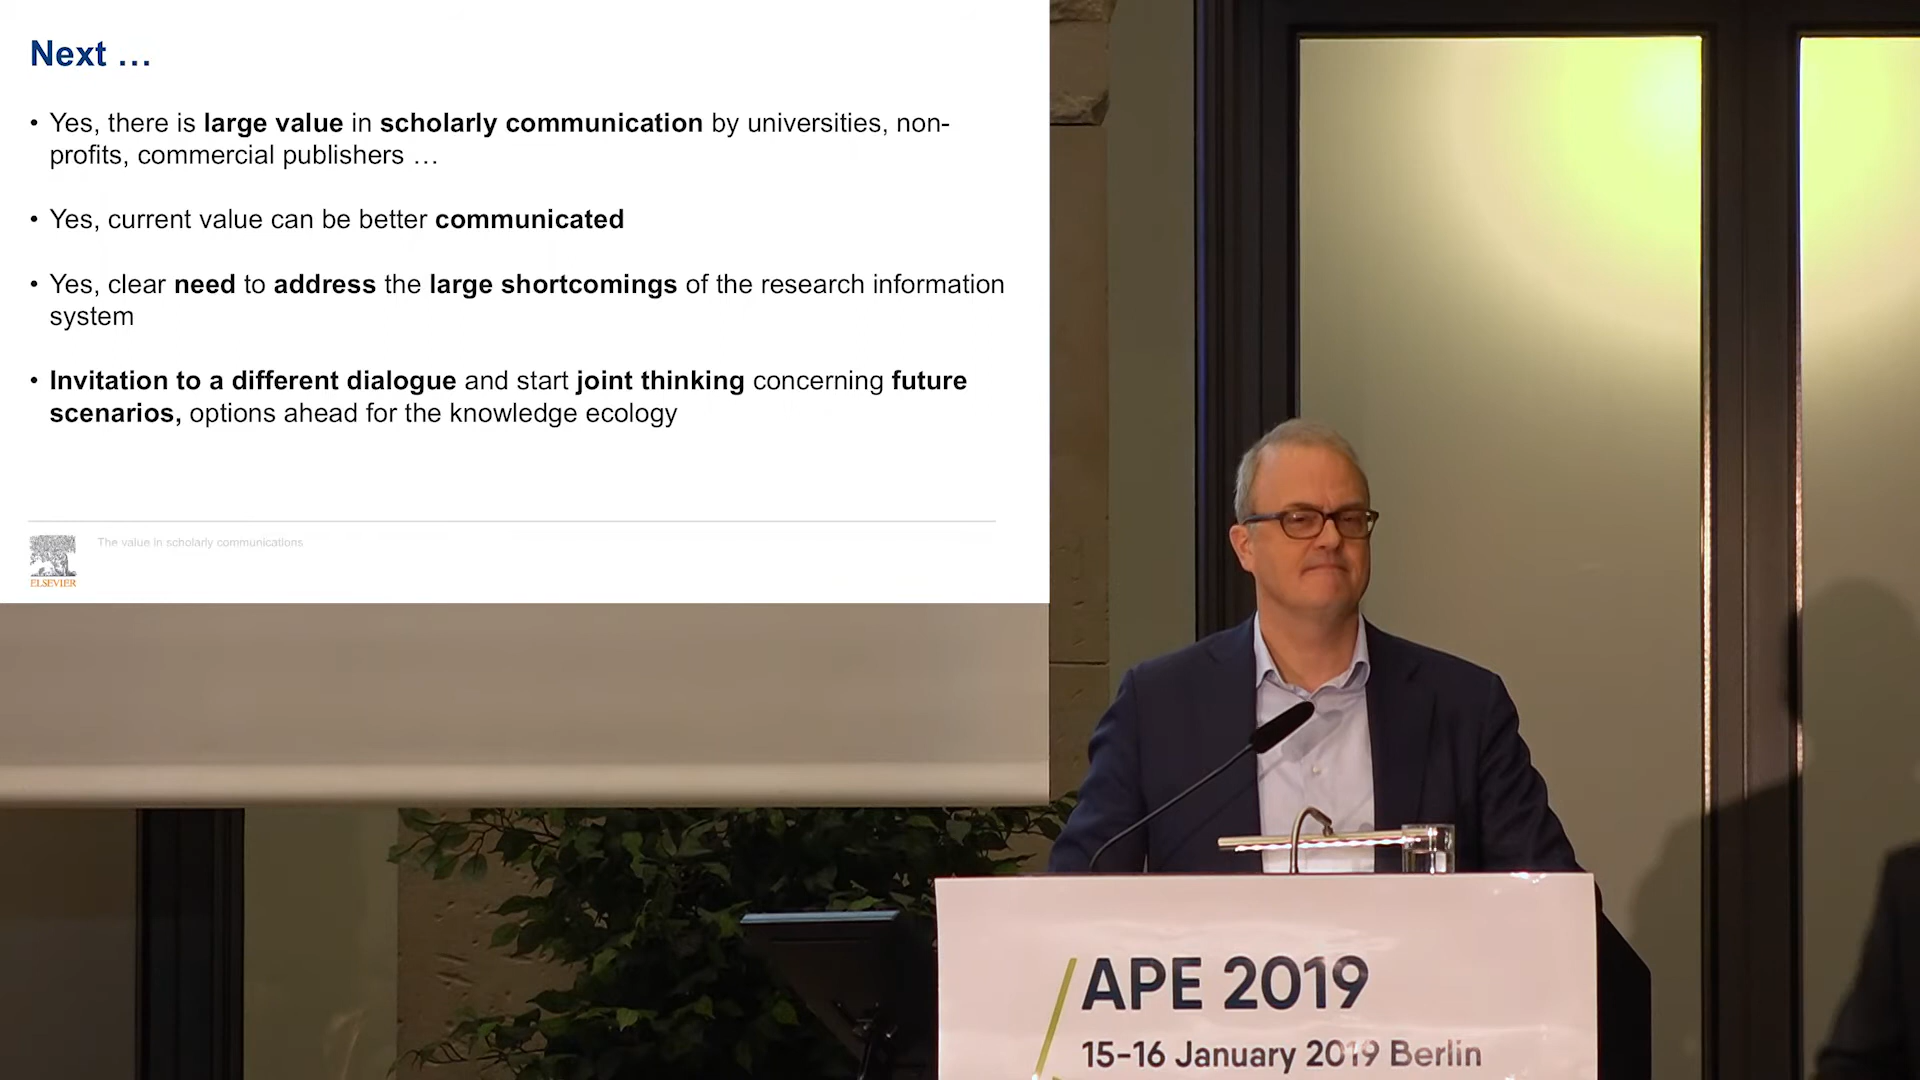 Next …
• Yes, there is large value in scholarly communication by universities, non-
profits, commercial publishers …
• Yes, current value can be better communicated
• Yes, clear need to address the large shortcomings of the research information
system
• Invitation to a different dialogue and start joint thinking concerning future
scenarios, options ahead for the knowledge ecology
The value in scholarly communications
ELSEVIER
APE 2019
15-16 January 2019 Berlin